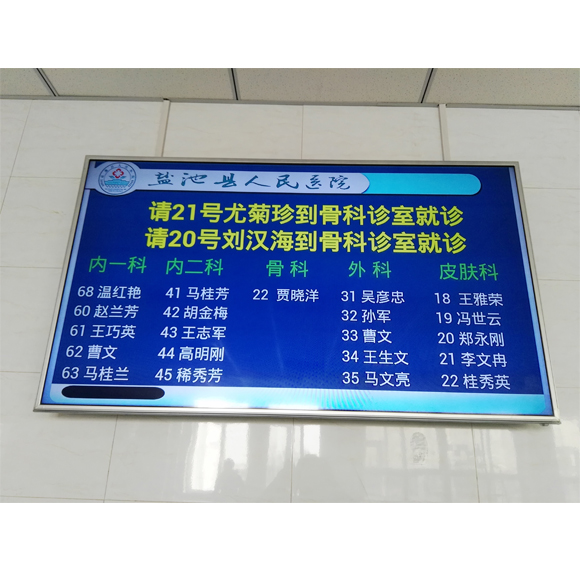 盐池县人民医院
请21号尤菊珍到骨科诊室就诊
请20号刘汉海到骨科诊室就诊
内一科 内二科 骨科 外科 皮肤科
68 温红艳 41 马桂芳 22 贾晓洋 31 吴彦忠 18 王雅荣
60 赵兰芳 42 胡金梅 32 孙军 19 冯世云
61 王巧英 43 王志军 33 曹文 20 郑永刚
62 曹文 44 高明刚 34 王生文 21 李文冉
63 马桂兰 45 稀秀芳 35 马文亮 22 桂秀英